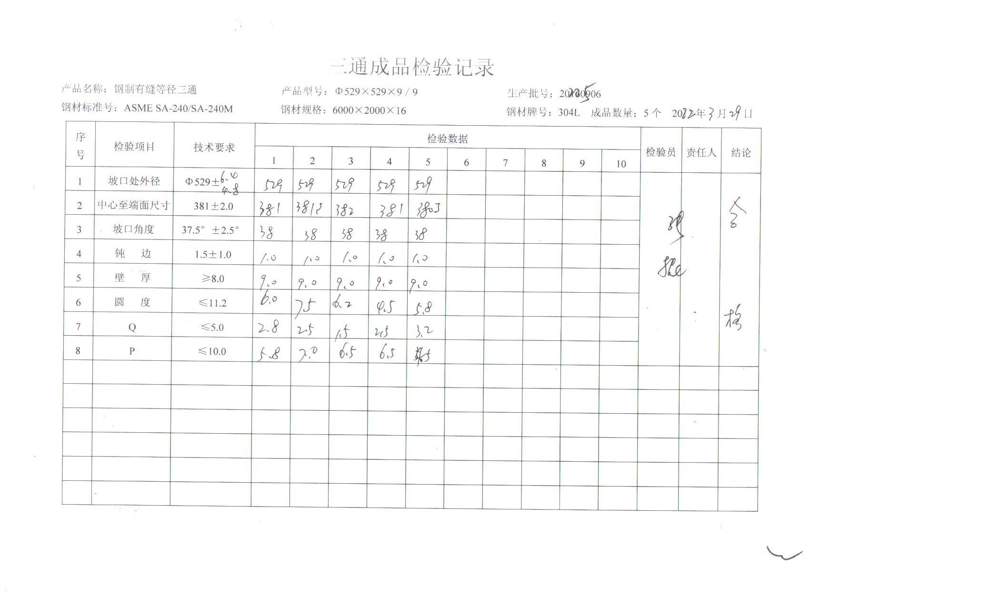 三通成品检验记录
产品名称：钢制有缝等径三通 产品型号：Φ529×529×9/9 生产批号；20 0906
钢材标准号：ASME SA-240/SA-240M 钢材规格：6000×2000×16 钢材牌号：304L 成品数量；5个 2012年3月29日
序号 检验项目 技术要求 检验数据 检验员 责任人 结论
1 2 3 4 5 6 7 8 9 10
1 坡口处外径 Φ529±6.4 4.8 529 529 529 529 529
2 中心至端面尺寸 381±2.0 381 381.5 382 381 380.5
3 坡口角度 37.5°±2.5° 38 38 38 38 38
4 钝边 1.5±1.0 1.0 1.0 1.0 1.0 1.0
5 壁厚 ≥8.0 9.0 9.0 9.0 9.0 9.0
6 圆度 ≤11.2 6.0 7.5 6.2 4.5 5.8
7 Q ≤5.0 2.8 2.5 1.5 2.5 3.2
8 P ≤10.0 5.8 7.0 6.5 6.5
合格